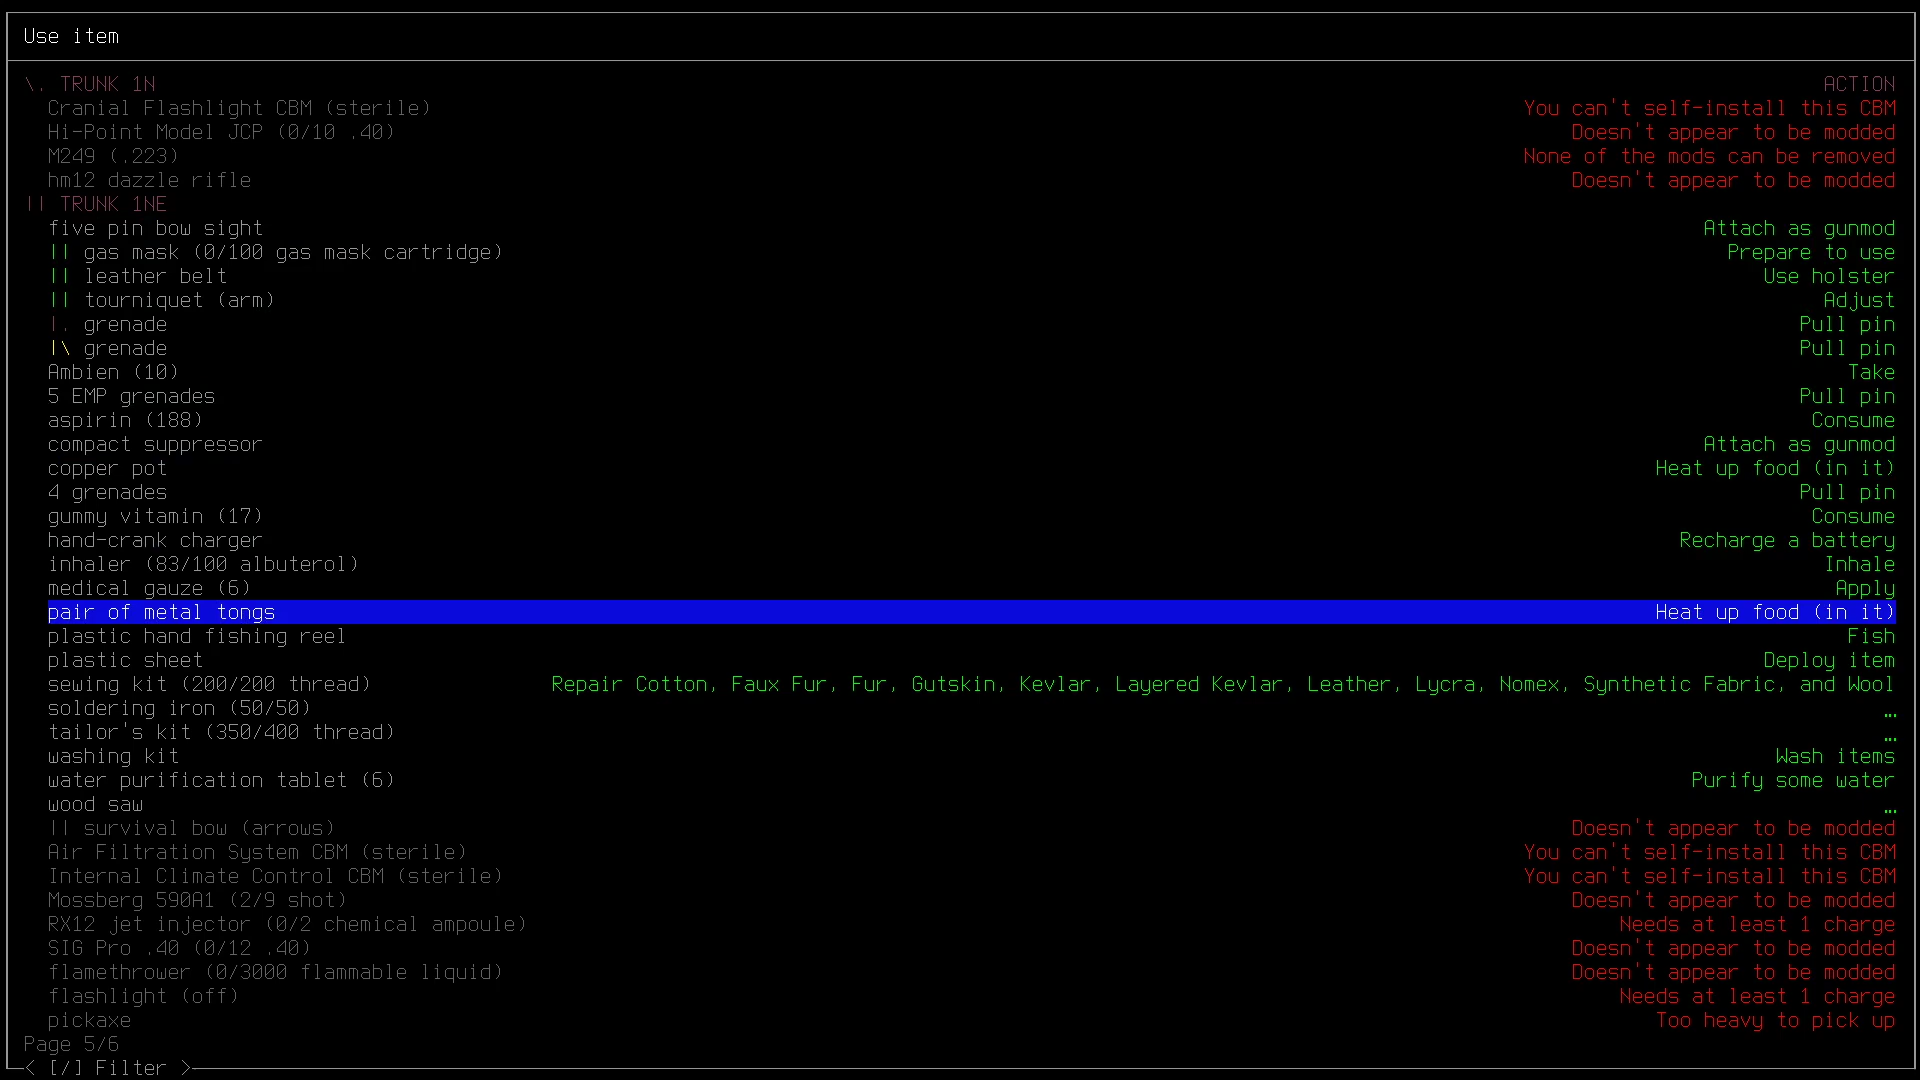 Use item
\. TRUNK 1N ACTION
Cranial Flashlight CBM (sterile) You can't self-install this CBM
Hi-Point Model JCP (0/10 .40) Doesn't appear to be modded
M249 (.223) None of the mods can be removed
hm12 dazzle rifle Doesn't appear to be modded
|| TRUNK 1NE
five pin bow sight Attach as gunmod
|| gas mask (0/100 gas mask cartridge) Prepare to use
|| leather belt Use holster
|| tourniquet (arm) Adjust
|. grenade Pull pin
|\ grenade Pull pin
Ambien (10) Take
5 EMP grenades Pull pin
aspirin (188) Consume
compact suppressor Attach as gunmod
copper pot Heat up food (in it)
4 grenades Pull pin
gummy vitamin (17) Consume
hand-crank charger Recharge a battery
inhaler (83/100 albuterol) Inhale
medical gauze (6) Apply
pair of metal tongs Heat up food (in it)
plastic hand fishing reel Fish
plastic sheet Deploy item
sewing kit (200/200 thread) Repair Cotton, Faux Fur, Fur, Gutskin, Kevlar, Layered Kevlar, Leather, Lycra, Nomex, Synthetic Fabric, and Wool
soldering iron (50/50) …
tailor's kit (350/400 thread) …
washing kit Wash items
water purification tablet (6) Purify some water
wood saw …
|| survival bow (arrows) Doesn't appear to be modded
Air Filtration System CBM (sterile) You can't self-install this CBM
Internal Climate Control CBM (sterile) You can't self-install this CBM
Mossberg 590A1 (2/9 shot) Doesn't appear to be modded
RX12 jet injector (0/2 chemical ampoule) Needs at least 1 charge
SIG Pro .40 (0/12 .40) Doesn't appear to be modded
flamethrower (0/3000 flammable liquid) Doesn't appear to be modded
flashlight (off) Needs at least 1 charge
pickaxe Too heavy to pick up
Page 5/6
< [/] Filter >